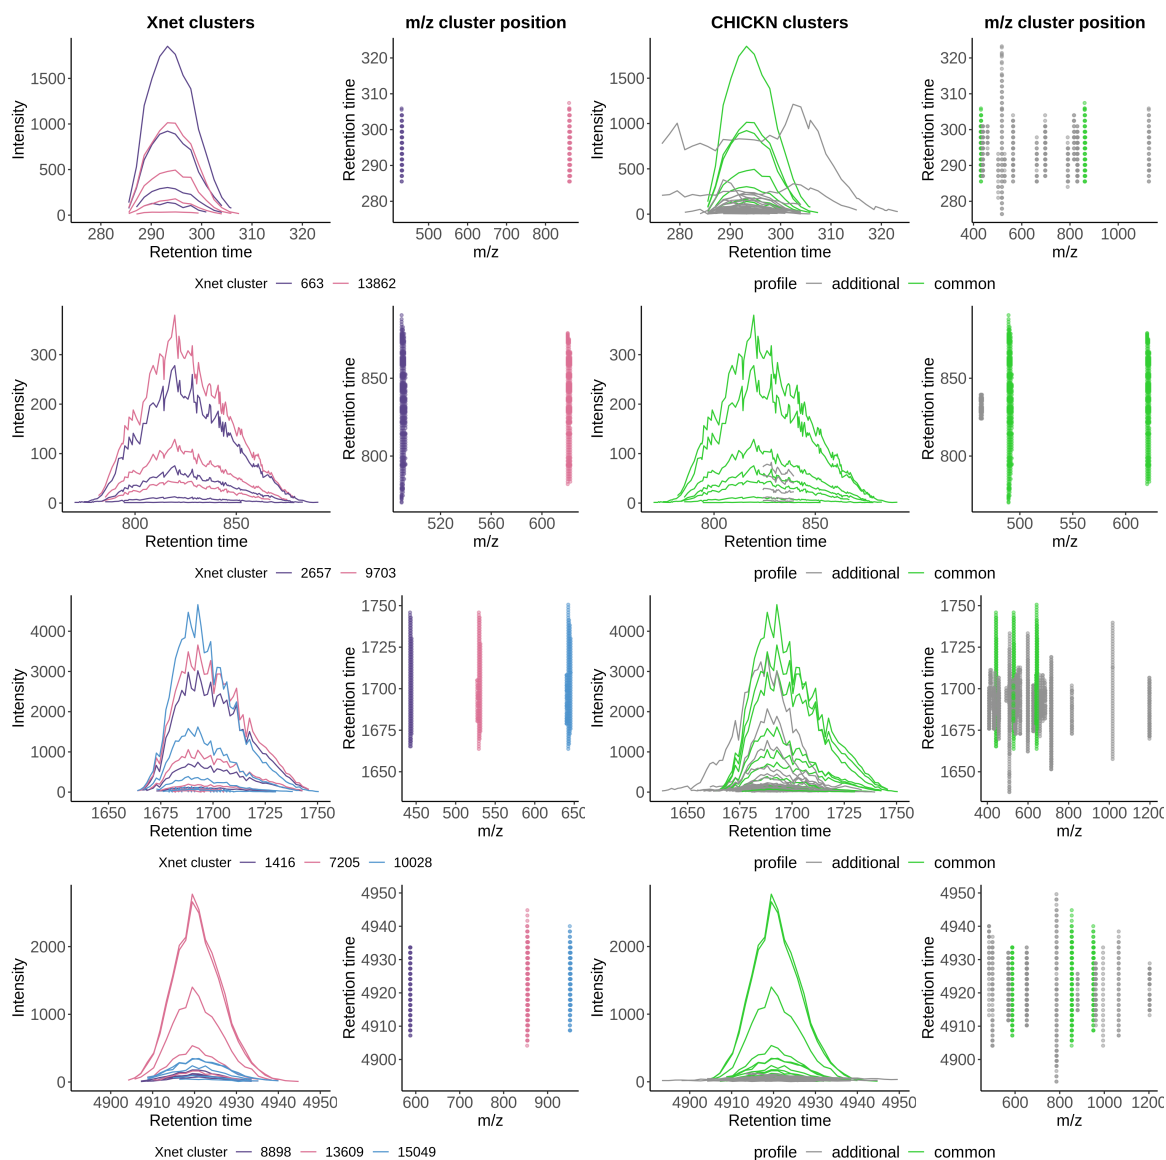 Xnet clusters
m/z cluster position
CHICKN clusters
m/z cluster position
Intensity
1500
1000
500
0
280 290 300 310 320
Retention time
Retention time
320
310
300
290
280
500 600 700 800
m/z
Intensity
1500
1000
500
0
280 290 300 310 320
Retention time
Retention time
320
310
300
290
280
400 600 800 1000
m/z
Xnet cluster 663 13862
profile additional common
Intensity
300
200
100
0
800 850
Retention time
Retention time
850
800
520 560 600
m/z
Intensity
300
200
100
0
800 850
Retention time
Retention time
850
800
500 550 600
m/z
Xnet cluster 2657 9703
profile additional common
Intensity
4000
3000
2000
1000
0
1650 1675 1700 1725 1750
Retention time
Retention time
1750
1725
1700
1675
1650
450 500 550 600 650
m/z
Intensity
4000
3000
2000
1000
0
1650 1675 1700 1725 1750
Retention time
Retention time
1750
1725
1700
1675
1650
400 600 800 1000 1200
m/z
Xnet cluster 1416 7205 10028
profile additional common
Intensity
2000
1000
0
4900 4910 4920 4930 4940 4950
Retention time
Retention time
4950
4940
4930
4920
4910
4900
600 700 800 900
m/z
Intensity
2000
1000
0
4900 4910 4920 4930 4940 4950
Retention time
Retention time
4950
4940
4930
4920
4910
4900
600 800 1000 1200
m/z
Xnet cluster 8898 13609 15049
profile additional common